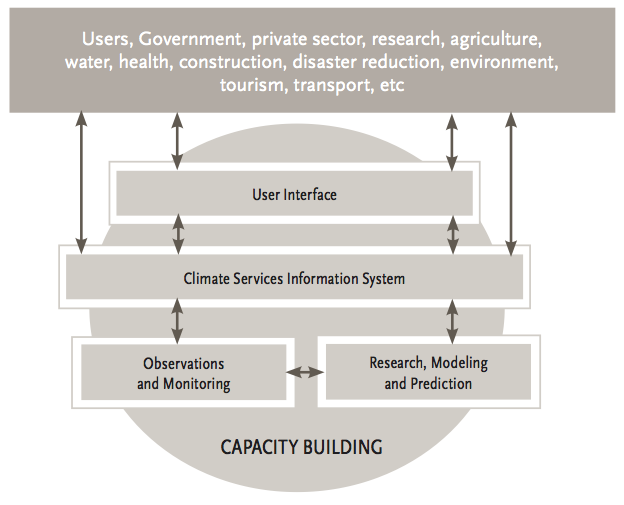 Users, Government, private sector, research, agriculture,
water, health, construction, disaster reduction, environment,
tourism, transport, etc
User Interface
Climate Services Information System
Observations
and Monitoring
Research, Modeling
and Prediction
CAPACITY BUILDING